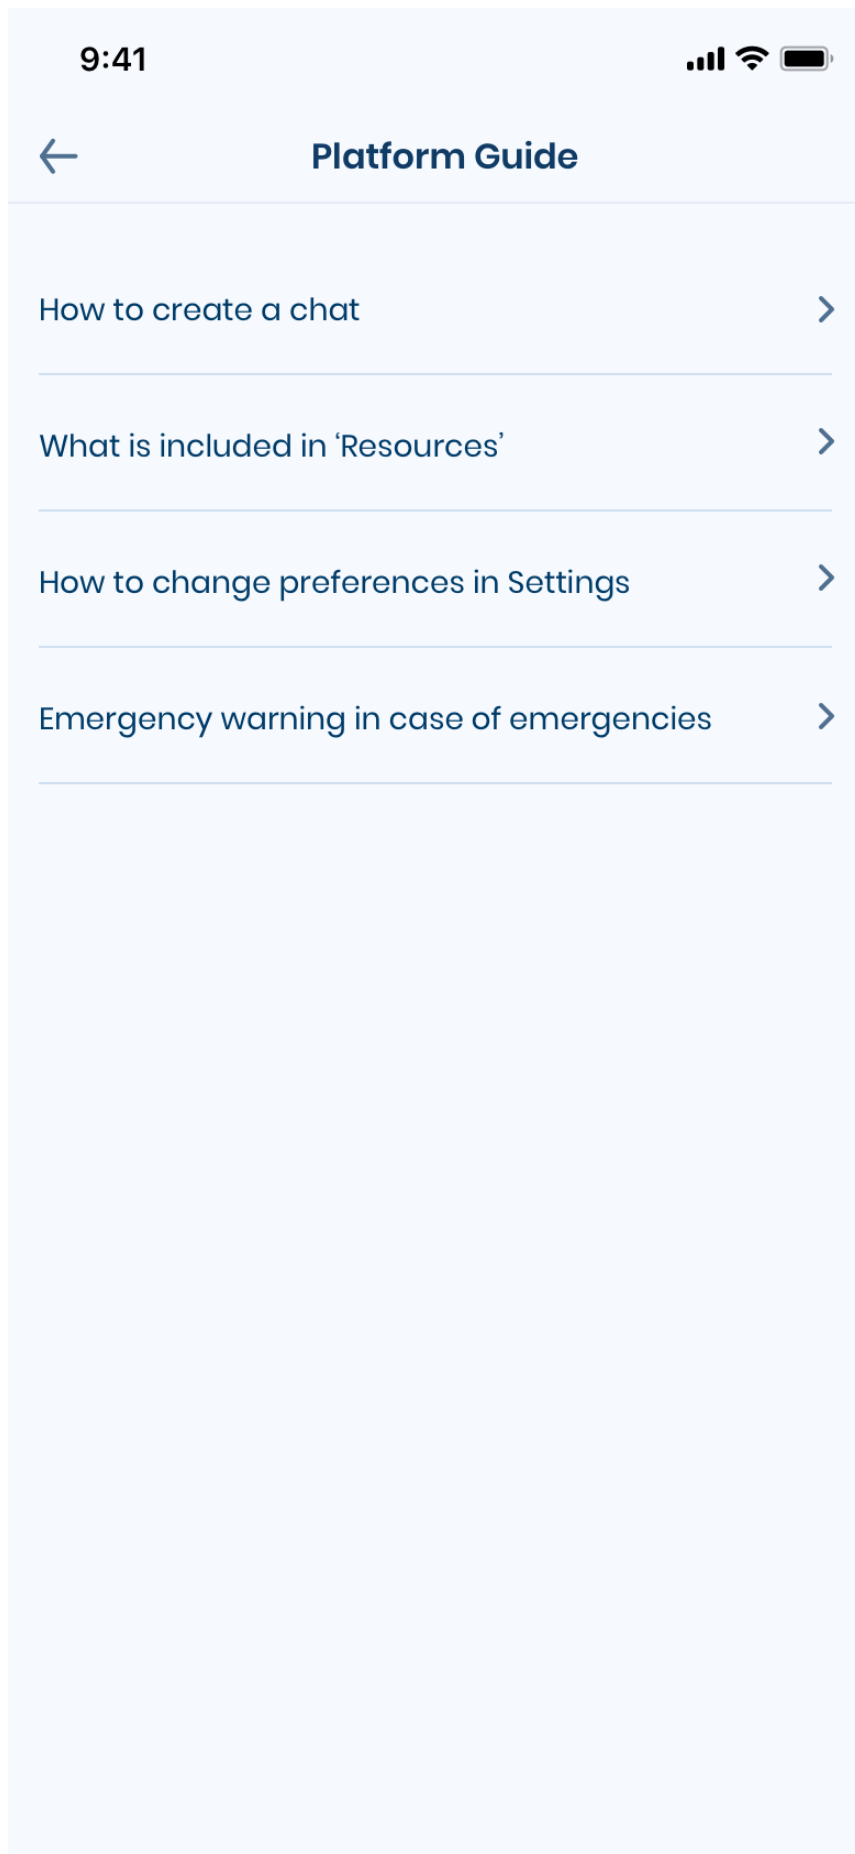 9:41
Platform Guide
How to create a chat
What is included in ‘Resources’
How to change preferences in Settings
Emergency warning in case of emergencies